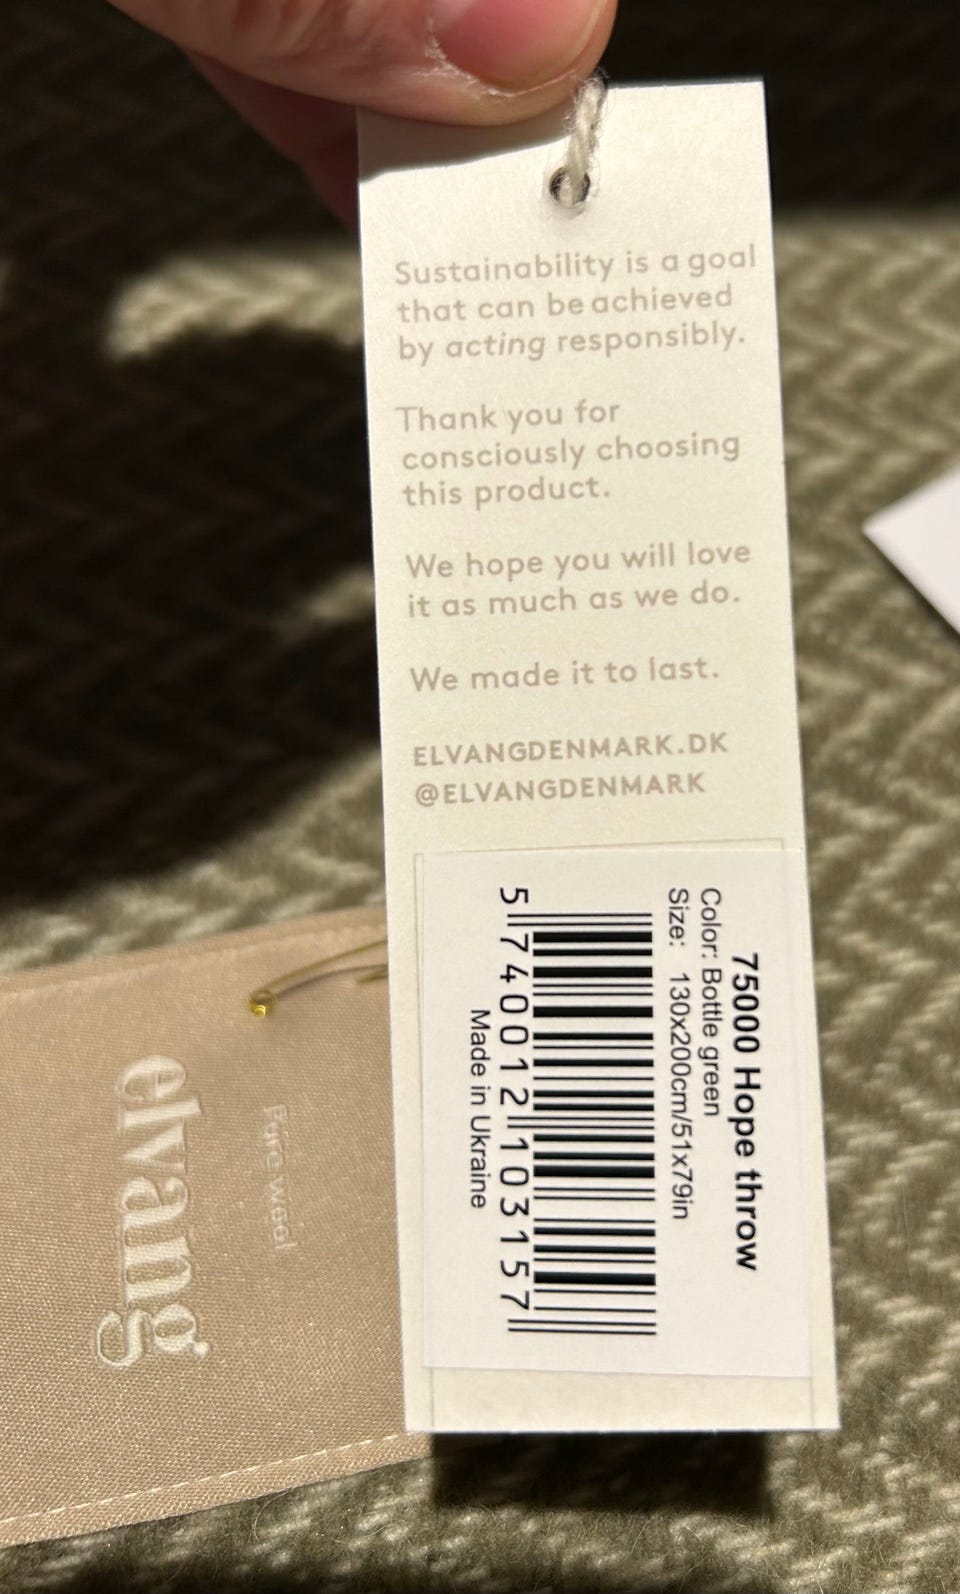 Sustainability is a goal
that can be achieved
by acting responsibly.
Thank you for
consciously choosing
this product.
We hope you will love
it as much as we do.
We made it to last.
ELVANGDENMARK.DK
@ELVANGDENMARK
75000 Hope throw
Color: Bottle green
Size: 130x200cm/51x79in
5 740012 103157
Made in Ukraine
elvang
Pure wool